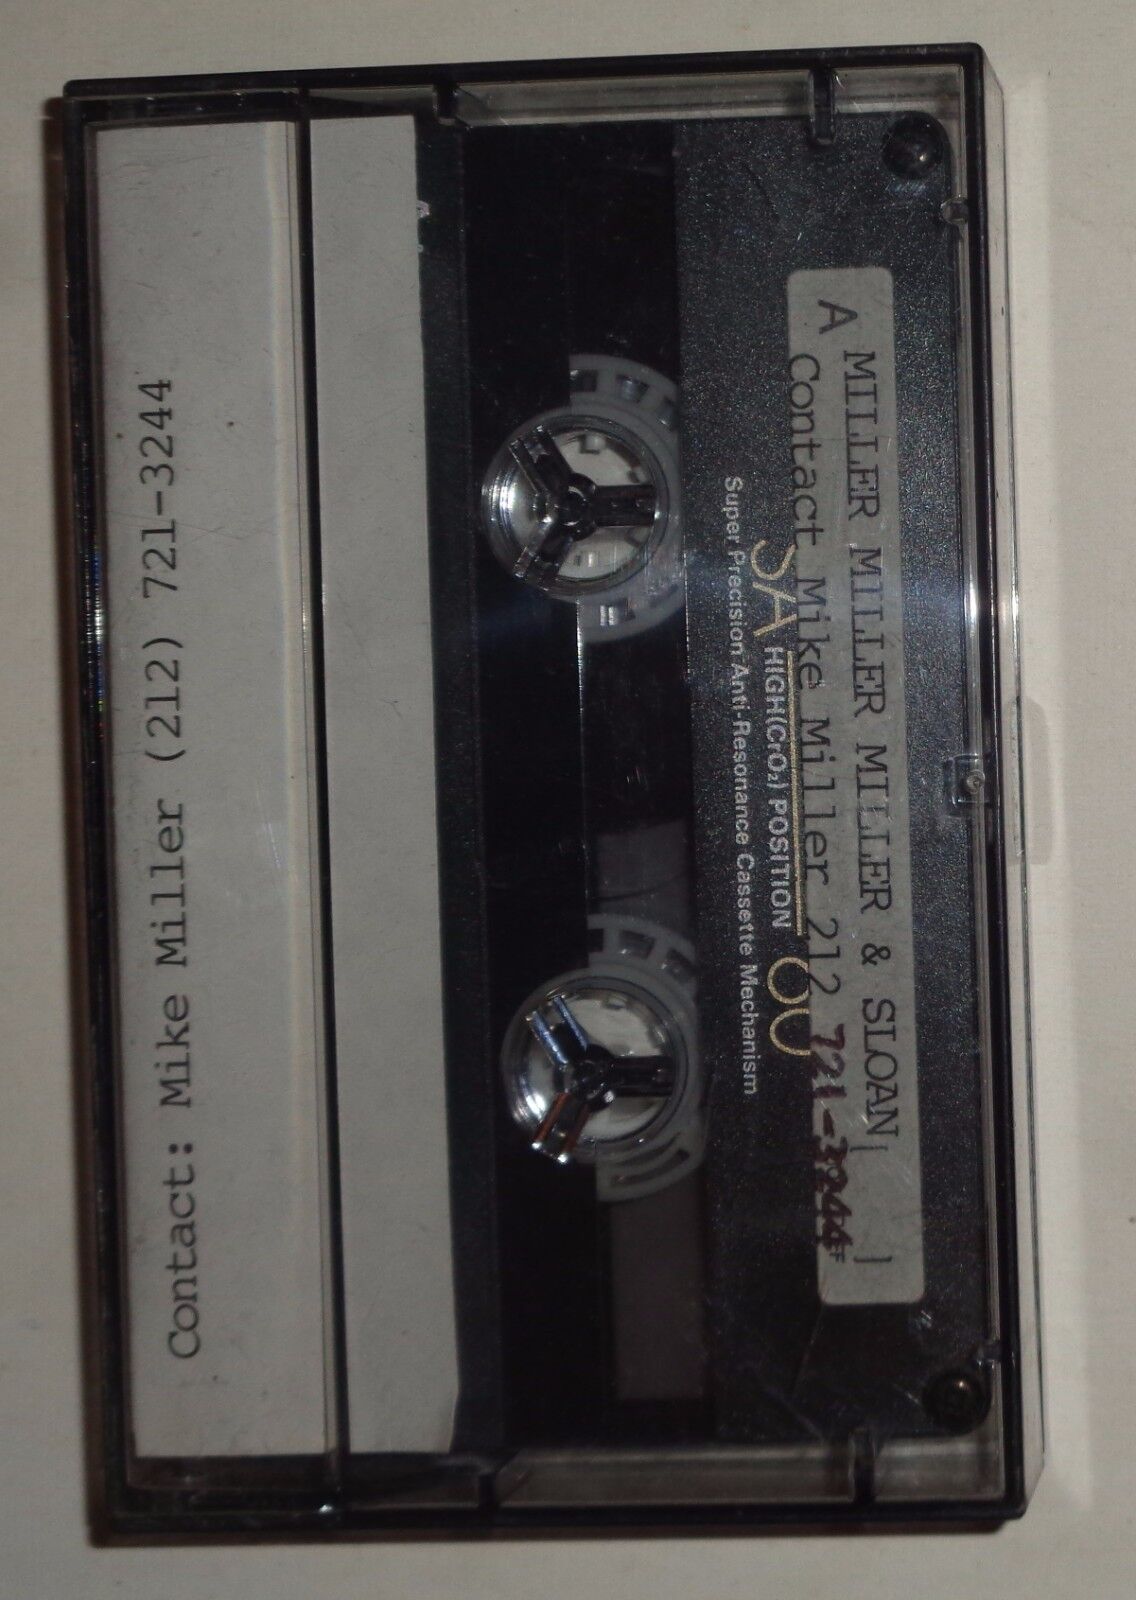 MILLER MILLER MILLER & SLOAN
A
Contact Mike Miller 212 721-3244
SA
HIGH(CrO₂) POSITION
Super Precision Anti-Resonance Cassette Mechanism
Contact: Mike Miller (212) 721-3244